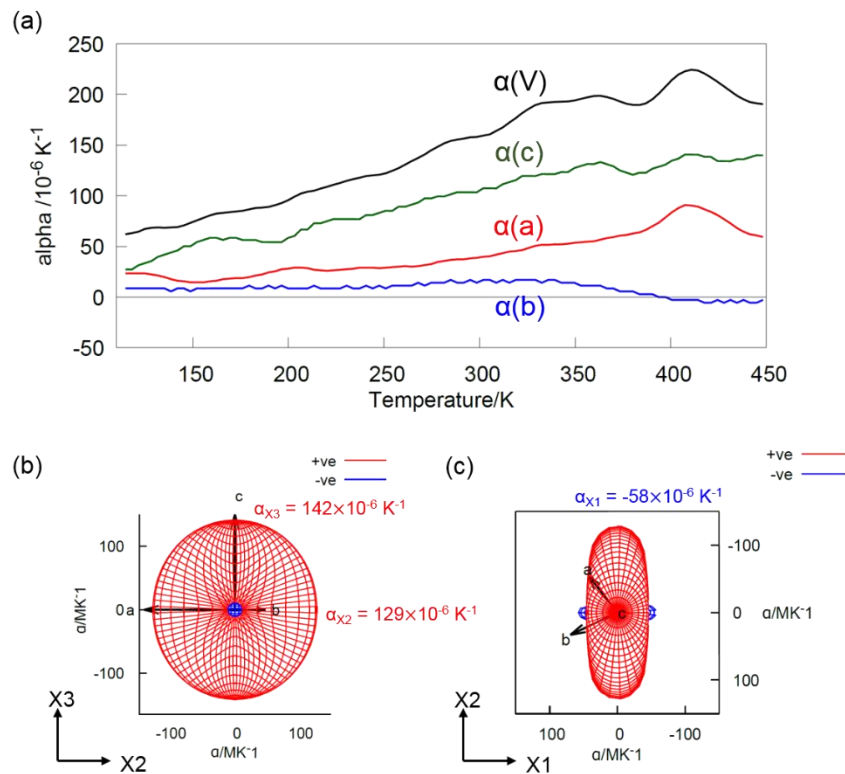 (a)
250
200
150
100
50
0
-50
alpha /10⁻⁶ K⁻¹
α(V)
α(c)
α(a)
α(b)
150 200 250 300 350 400 450
Temperature/K
(b)
+ve
-ve
c
αX3 = 142×10⁻⁶ K⁻¹
100
0
-100
α/MK⁻¹
a
b
αX2 = 129×10⁻⁶ K⁻¹
-100 0 100
α/MK⁻¹
X3
X2
(c)
+ve
-ve
αX1 = -58×10⁻⁶ K⁻¹
-100
0
100
α/MK⁻¹
a
c
b
100 0 -100
α/MK⁻¹
X2
X1